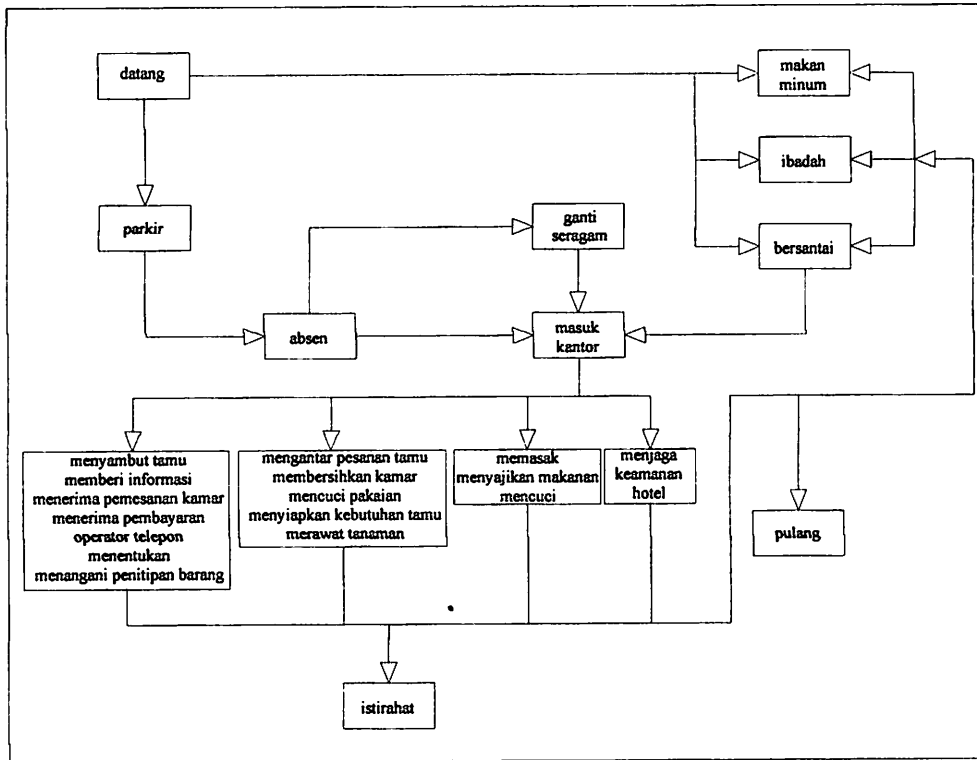 datang
makan
minum
ibadah
parkir
ganti
seragam
bersantai
absen
masuk
kantor
menyambut tamu
memberi informasi
menerima pemesanan kamar
menerima pembayaran
operator telepon
menentukan
menangani penitipan barang
mengantar pesanan tamu
membersihkan kamar
mencuci pakaian
menyiapkan kebutuhan tamu
merawat tanaman
memasak
menyajikan makanan
mencuci
menjaga
keamanan
hotel
pulang
istirahat